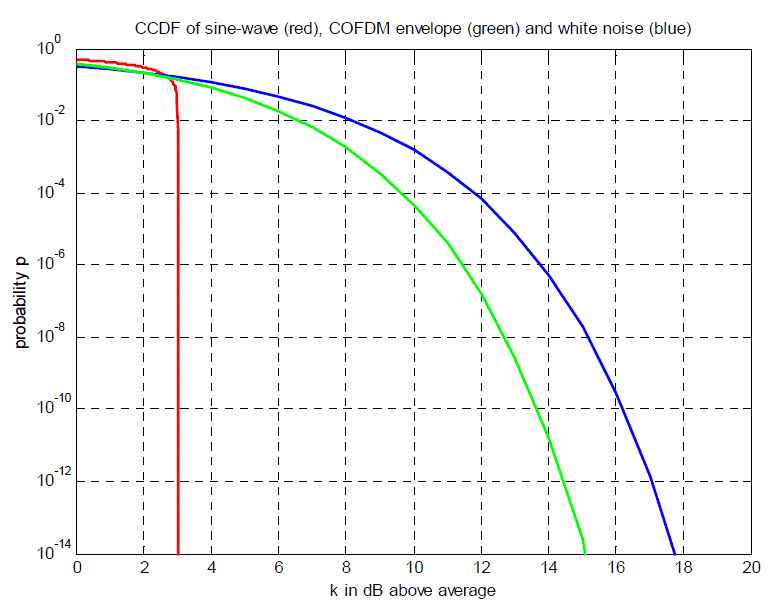 CCDF of sine-wave (red), COFDM envelope (green) and white noise (blue)
probability p
10^0
10^-2
10^-4
10^-6
10^-8
10^-10
10^-12
10^-14
0 2 4 6 8 10 12 14 16 18 20
k in dB above average